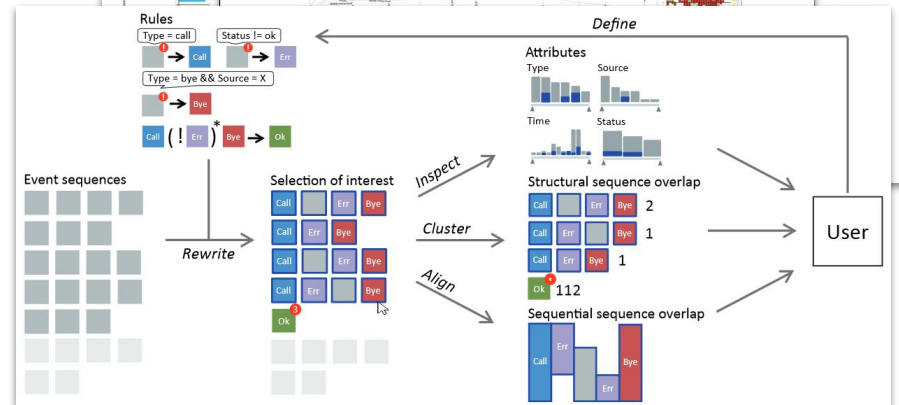 Rules
Type = call
Status != ok
! → Call
! → Err
Type = bye && Source = X
! → Bye
Call ( ! Err )* Bye → Ok
Define
Attributes
Type
Source
Time
Status
Event sequences
Rewrite
Selection of interest
Call Err Bye
Call Err Bye
Call Err Bye
Call Err Bye
Ok 3
Inspect
Cluster
Align
Structural sequence overlap
Call Err Bye 2
Call Err Bye 1
Call Err Bye 1
Ok * 112
Sequential sequence overlap
Call Err Err Bye
User